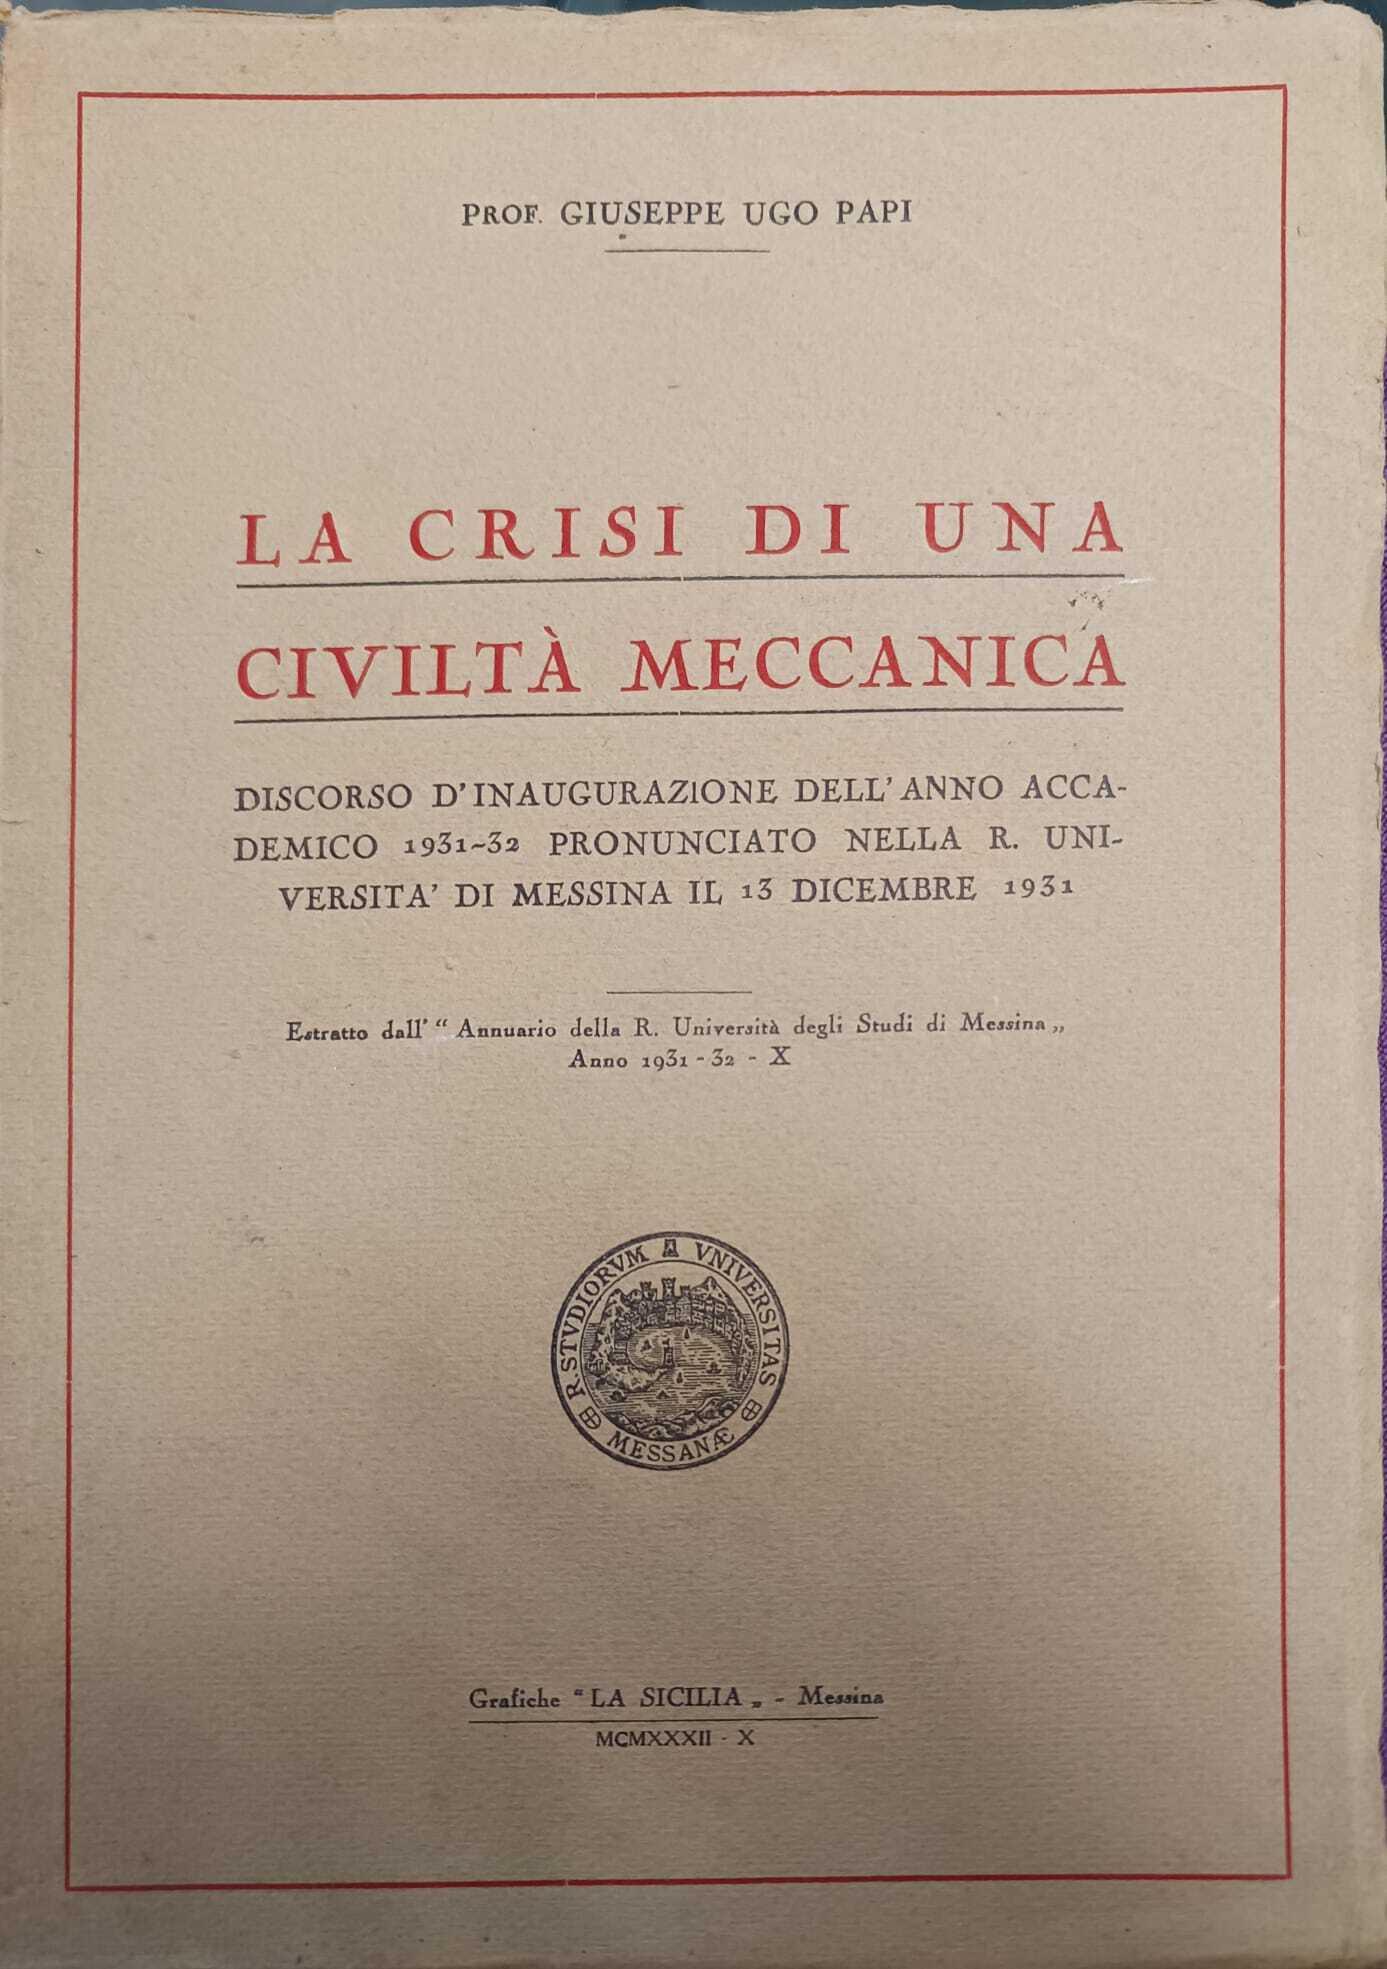 PROF. GIUSEPPE UGO PAPI
LA CRISI DI UNA
CIVILTÀ MECCANICA
DISCORSO D'INAUGURAZIONE DELL'ANNO ACCA-
DEMICO 1931-32 PRONUNCIATO NELLA R. UNI-
VERSITA' DI MESSINA IL 13 DICEMBRE 1931
Estratto dall' “ Annuario della R. Università degli Studi di Messina „
Anno 1931 - 32 - X
R. STVDIORVM VNIVERSITAS
MESSANÆ
Grafiche “ LA SICILIA „ - Messina
MCMXXXII - X